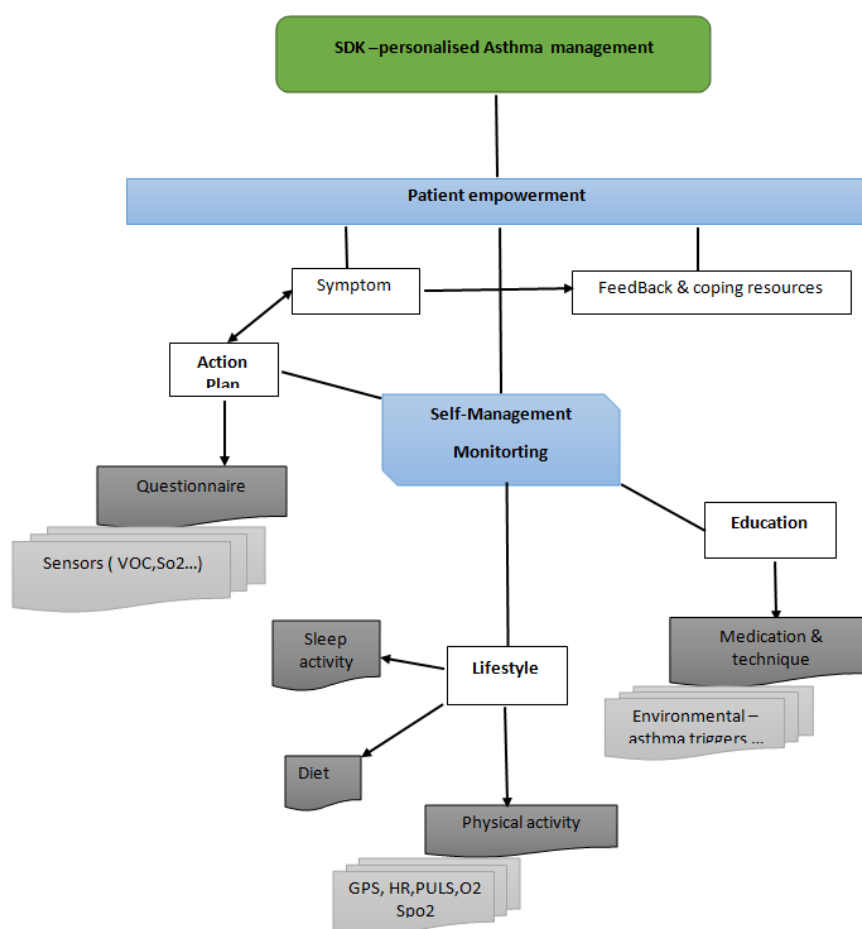 SDK –personalised Asthma management
Patient empowerment
Symptom
FeedBack & coping resources
Action
Plan
Self-Management
Monitorting
Questionnaire
Education
Sensors ( VOC,So2...)
Sleep
activity
Lifestyle
Medication &
technique
Environmental –
asthma triggers ...
Diet
Physical activity
GPS, HR,PULS,O2
Spo2